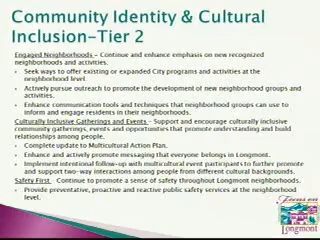 Community Identity & Cultural
Inclusion-Tier 2
Engaged Neighborhoods - Continue and enhance emphasis on new recognized
neighborhoods and activities.
Seek ways to offer existing or expanded City programs and activities at the
neighborhood level.
Actively pursue outreach to promote the development of new neighborhood groups and
activities.
Enhance communication tools and techniques that neighborhood groups can use to
inform and engage residents in their neighborhoods.
Culturally Inclusive Gatherings and Events - Support and encourage culturally inclusive
community gatherings, events and opportunities that promote understanding and build
relationships among people.
Complete update to Multicultural Action Plan.
Enhance and actively promote messaging that everyone belongs in Longmont.
Implement intentional follow-up with multicultural event participants to further promote
and support two-way interactions among people from different cultural backgrounds.
Safety First Continue to promote a sense of safety throughout Longmont neighborhoods.
Provide preventative, proactive and reactive public safety services at the neighborhood
level.
Focus on
Longmont